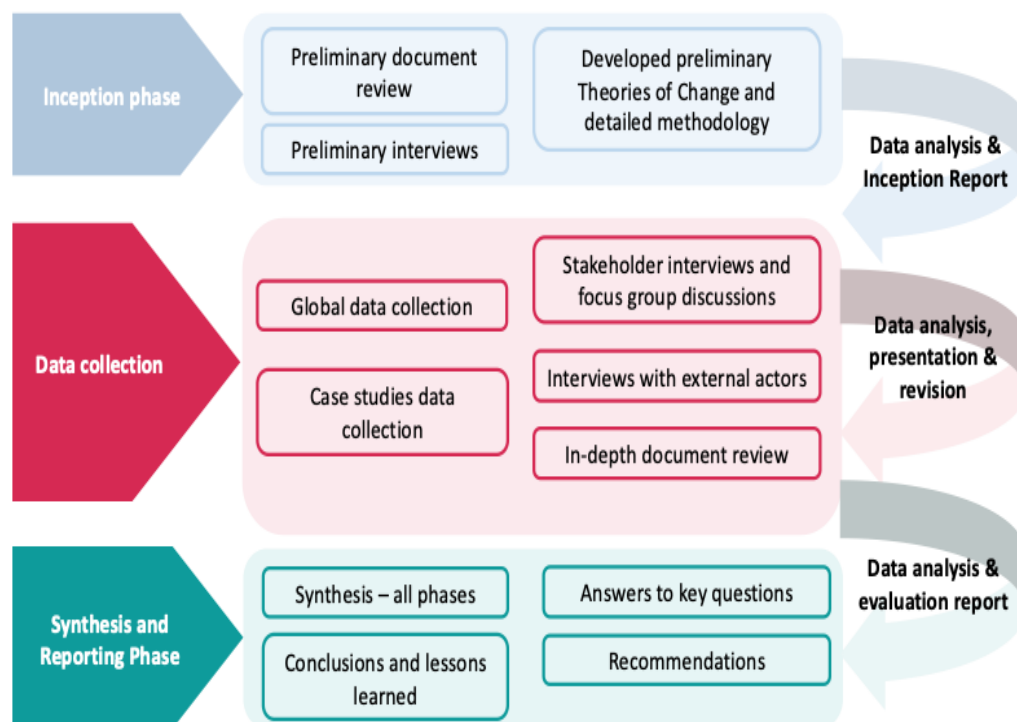 Inception phase
Preliminary document
review
Preliminary interviews
Developed preliminary
Theories of Change and
detailed methodology
Data analysis &
Inception Report
Data collection
Global data collection
Case studies data
collection
Stakeholder interviews and
focus group discussions
Interviews with external actors
In-depth document review
Data analysis,
presentation &
revision
Synthesis and
Reporting Phase
Synthesis – all phases
Conclusions and lessons
learned
Answers to key questions
Recommendations
Data analysis &
evaluation report